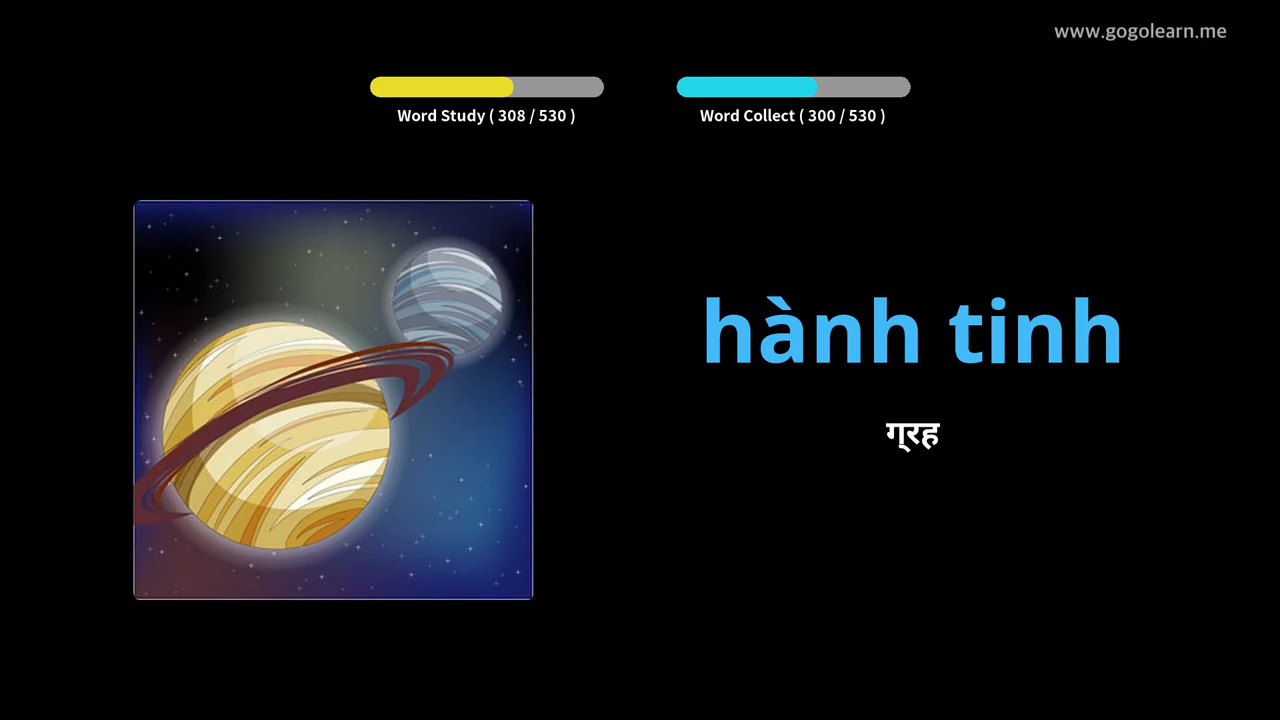 www.gogolearn.me
Word Study ( 308 / 530 )
Word Collect ( 300 / 530 )
hành tinh
ग्रह